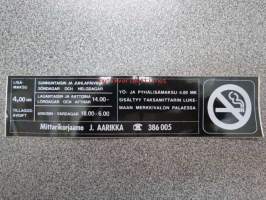 LISÄ-
MAKSU
4,00 MK
TILLÄGGS-
AVGIFT
SUNNUNTAISIN JA JUHLAPÄIVINÄ
SÖNDAGAR OCH HELGDAGAR
LAUANTAISIN JA AATTOINA
LÖRDAGAR OCH AFTNAR 14.00–
ARKISIN - VARDAGAR 18.00-6.00
YÖ- JA PYHÄLISÄMAKSU 4.00 MK
SISÄLTYY TAKSAMITTARIN LUKE-
MAAN MERKKIVALON PALAESSA
Mittarikorjaamo J. AARIKKA ☎ 386 005